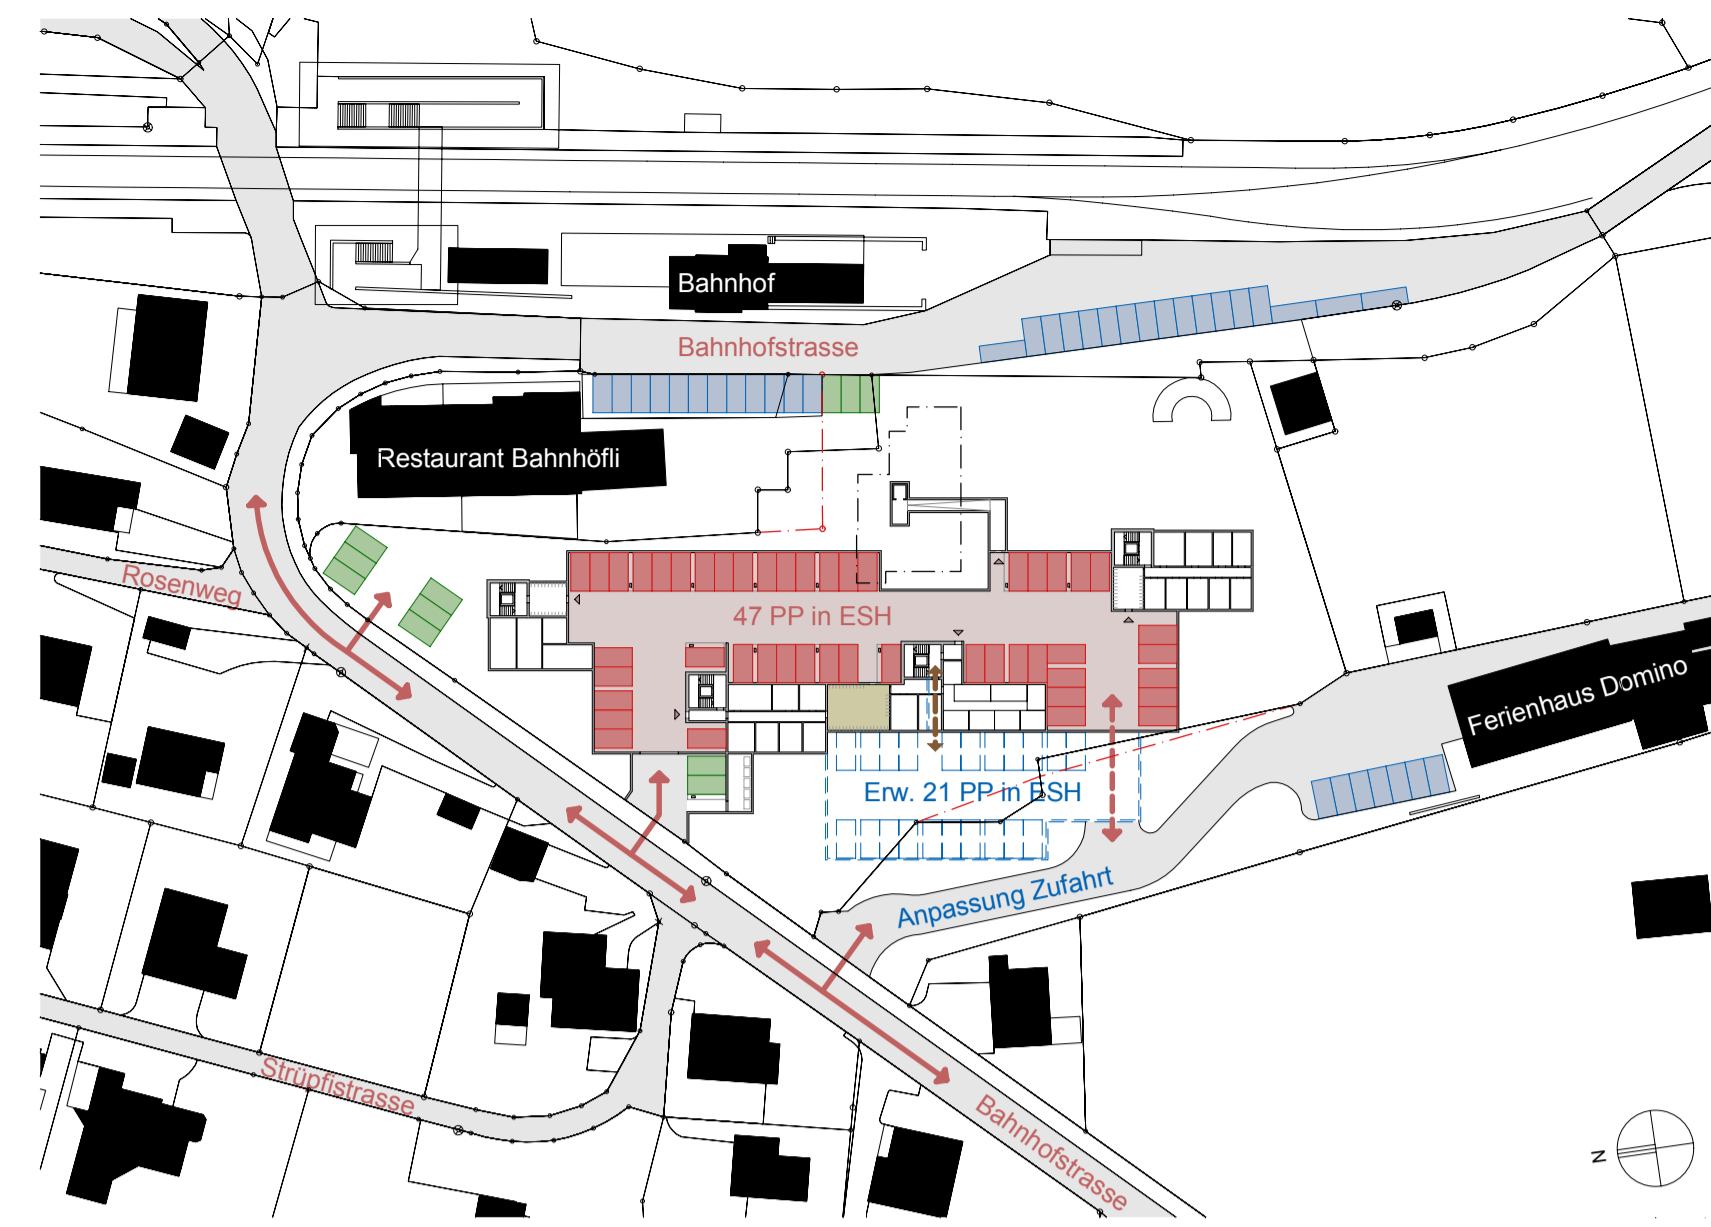 Bahnhof
Bahnhofstrasse
Restaurant Bahnhöfli
Rosenweg
47 PP in ESH
Ferienhaus Domino
Erw. 21 PP in ESH
Anpassung Zufahrt
Strüpfistrasse
Bahnhofstrasse
N